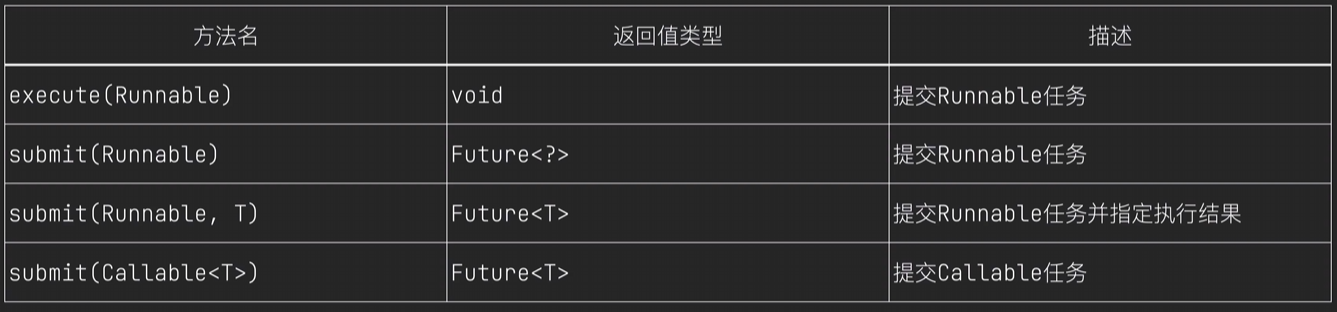 方法名 返回值类型 描述
execute(Runnable) void 提交Runnable任务
submit(Runnable) Future<?> 提交Runnable任务
submit(Runnable, T) Future<T> 提交Runnable任务并指定执行结果
submit(Callable<T>) Future<T> 提交Callable任务